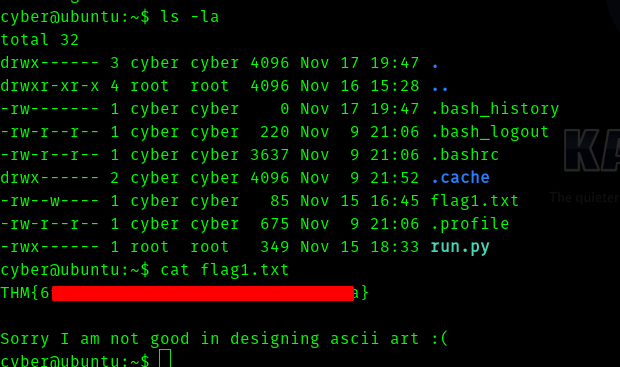 cyber@ubuntu:~$ ls -la
total 32
drwx------ 3 cyber cyber 4096 Nov 17 19:47 .
drwxr-xr-x 4 root  root  4096 Nov 16 15:28 ..
-rw------- 1 cyber cyber    0 Nov 17 19:47 .bash_history
-rw-r--r-- 1 cyber cyber  220 Nov  9 21:06 .bash_logout
-rw-r--r-- 1 cyber cyber 3637 Nov  9 21:06 .bashrc
drwx------ 2 cyber cyber 4096 Nov  9 21:52 .cache
-rw--w---- 1 cyber cyber   85 Nov 15 16:45 flag1.txt
-rw-r--r-- 1 cyber cyber  675 Nov  9 21:06 .profile
-rwx------ 1 root  root   349 Nov 15 18:33 run.py
cyber@ubuntu:~$ cat flag1.txt
THM{6 a}
Sorry I am not good in designing ascii art :(
cyber@ubuntu:~$
KA
The quieter